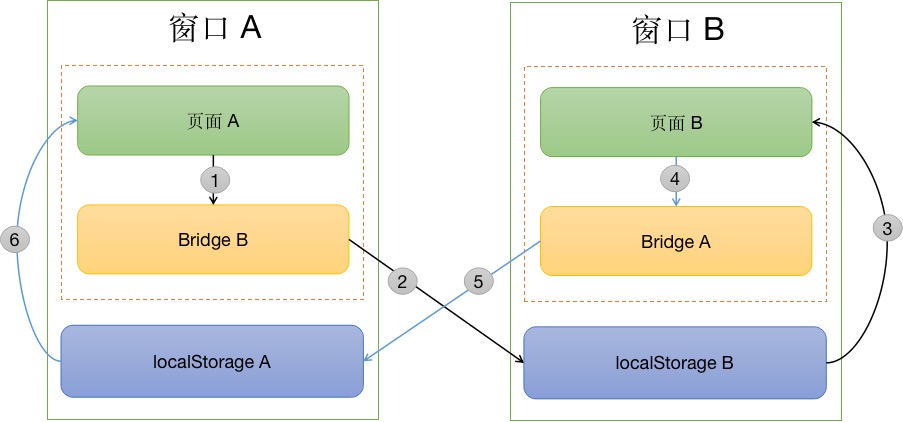 窗口 A
页面 A
1
Bridge B
localStorage A
6
2
5
窗口 B
页面 B
4
Bridge A
localStorage B
3